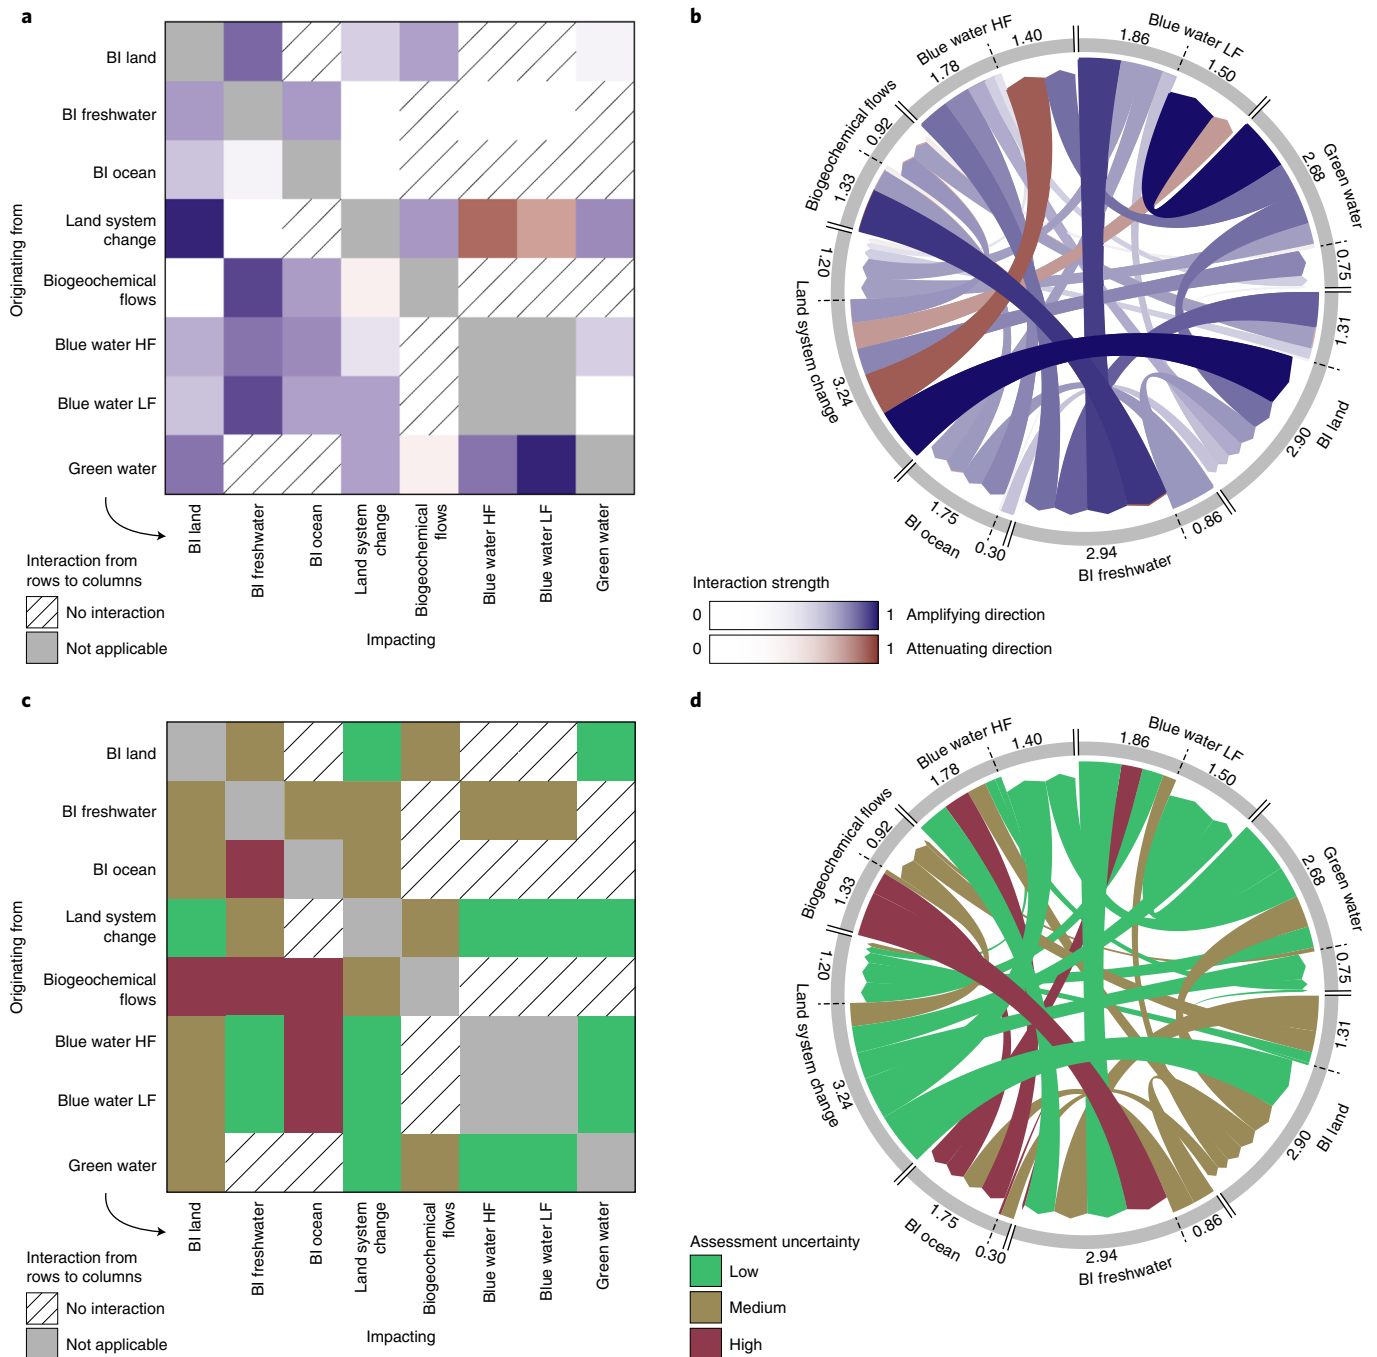 a
BI land
BI freshwater
BI ocean
Land system
change
Biogeochemical
flows
Blue water HF
Blue water LF
Green water
Originating from
BI land
BI freshwater
BI ocean
Land system
change
Biogeochemical
flows
Blue water HF
Blue water LF
Green water
Impacting
Interaction from
rows to columns
No interaction
Not applicable
b
Blue water HF
1.78
1.40
Blue water LF
1.86
1.50
Green water
2.68
0.75
BI land
1.31
2.90
BI freshwater
0.86
2.94
BI ocean
0.30
1.75
Land system change
3.24
1.20
Biogeochemical flows
1.33
0.92
Interaction strength
0 1 Amplifying direction
0 1 Attenuating direction
c
BI land
BI freshwater
BI ocean
Land system
change
Biogeochemical
flows
Blue water HF
Blue water LF
Green water
Originating from
BI land
BI freshwater
BI ocean
Land system
change
Biogeochemical
flows
Blue water HF
Blue water LF
Green water
Impacting
Interaction from
rows to columns
No interaction
Not applicable
d
Blue water HF
1.78
1.40
Blue water LF
1.86
1.50
Green water
2.68
0.75
BI land
1.31
2.90
BI freshwater
0.86
2.94
BI ocean
0.30
1.75
Land system change
3.24
1.20
Biogeochemical flows
1.33
0.92
Assessment uncertainty
Low
Medium
High